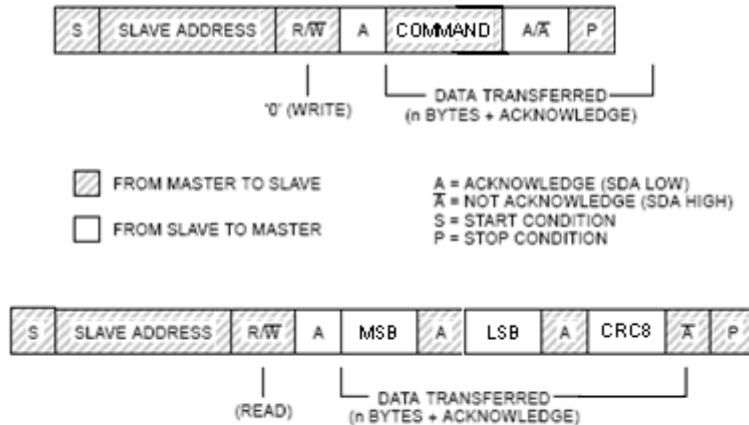 S SLAVE ADDRESS R/W̅ A COMMAND A/A̅ P
"0" (WRITE)
DATA TRANSFERRED
(n BYTES + ACKNOWLEDGE)
FROM MASTER TO SLAVE
FROM SLAVE TO MASTER
A = ACKNOWLEDGE (SDA LOW)
A̅ = NOT ACKNOWLEDGE (SDA HIGH)
S = START CONDITION
P = STOP CONDITION
S SLAVE ADDRESS R/W̅ A MSB A LSB A CRC8 A̅ P
(READ)
DATA TRANSFERRED
(n BYTES + ACKNOWLEDGE)